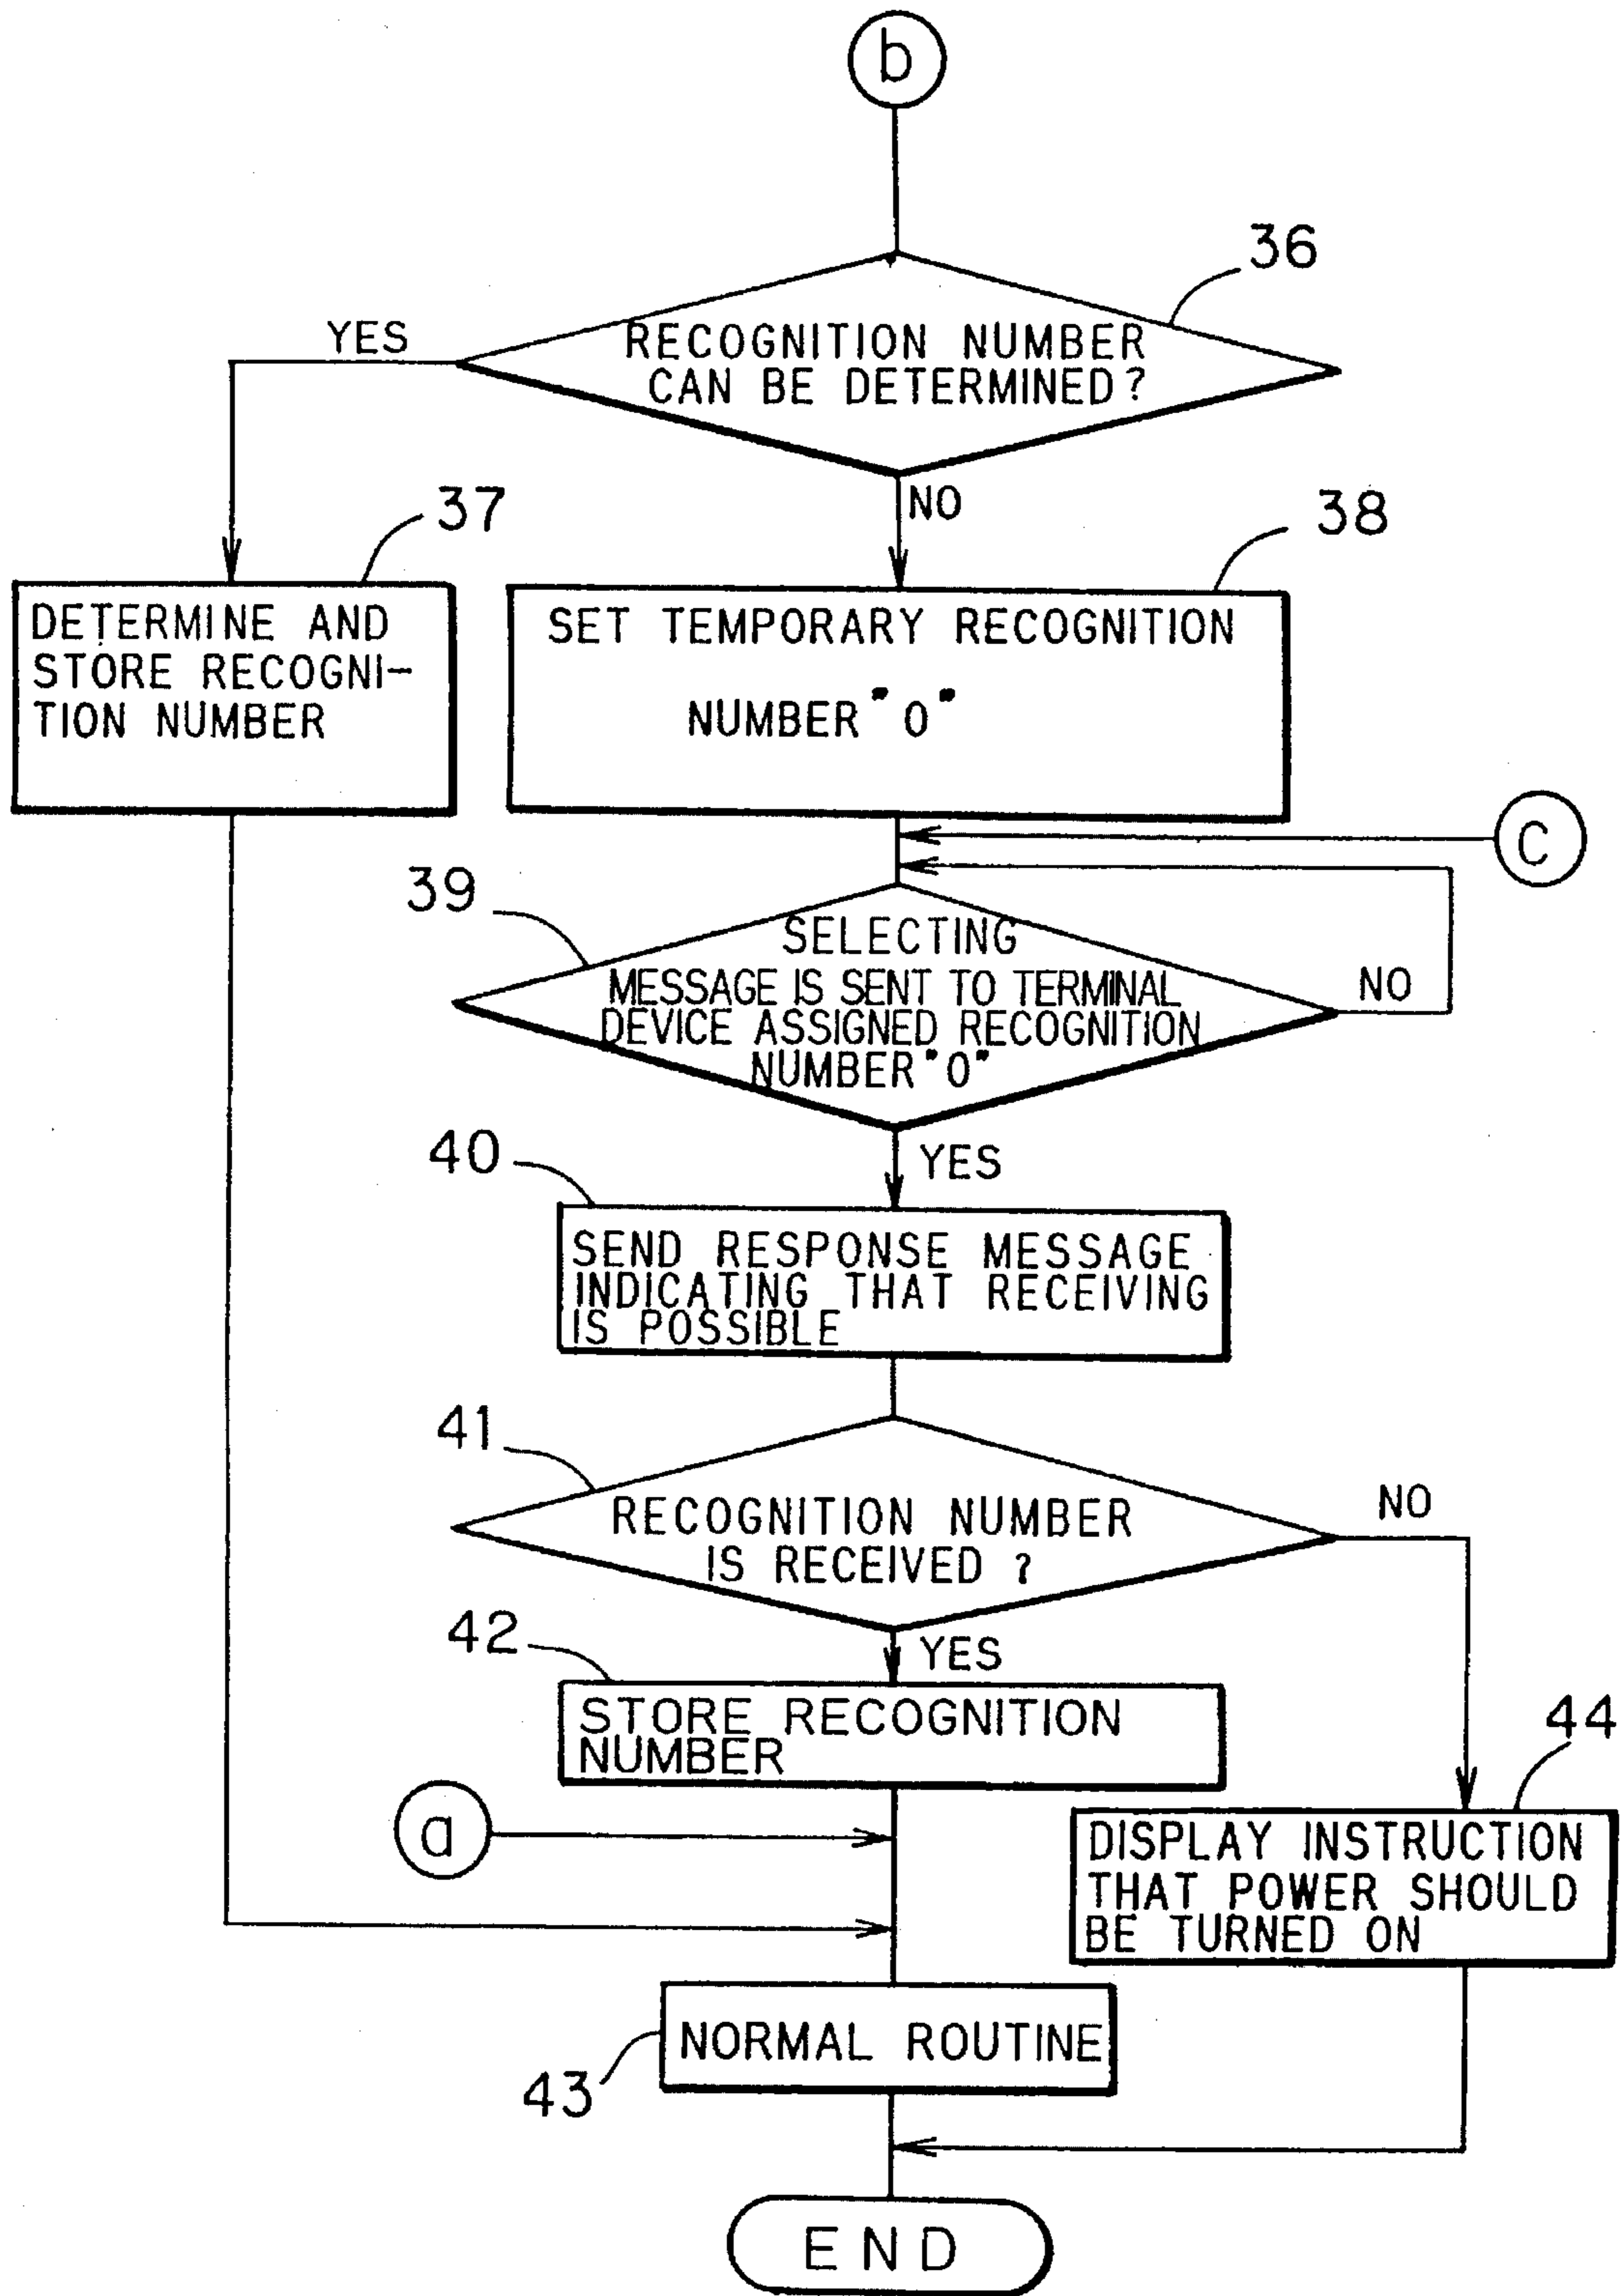 b
36
YES
RECOGNITION NUMBER
CAN BE DETERMINED?
NO
37
38
DETERMINE AND
STORE RECOGNI-
TION NUMBER
SET TEMPORARY RECOGNITION
NUMBER "0"
C
39
SELECTING
MESSAGE IS SENT TO TERMINAL
DEVICE ASSIGNED RECOGNITION
NUMBER "0"
NO
40
YES
SEND RESPONSE MESSAGE
INDICATING THAT RECEIVING
IS POSSIBLE
41
RECOGNITION NUMBER
IS RECEIVED ?
NO
42
YES
STORE RECOGNITION
NUMBER
44
a
DISPLAY INSTRUCTION
THAT POWER SHOULD
BE TURNED ON
NORMAL ROUTINE
43
END